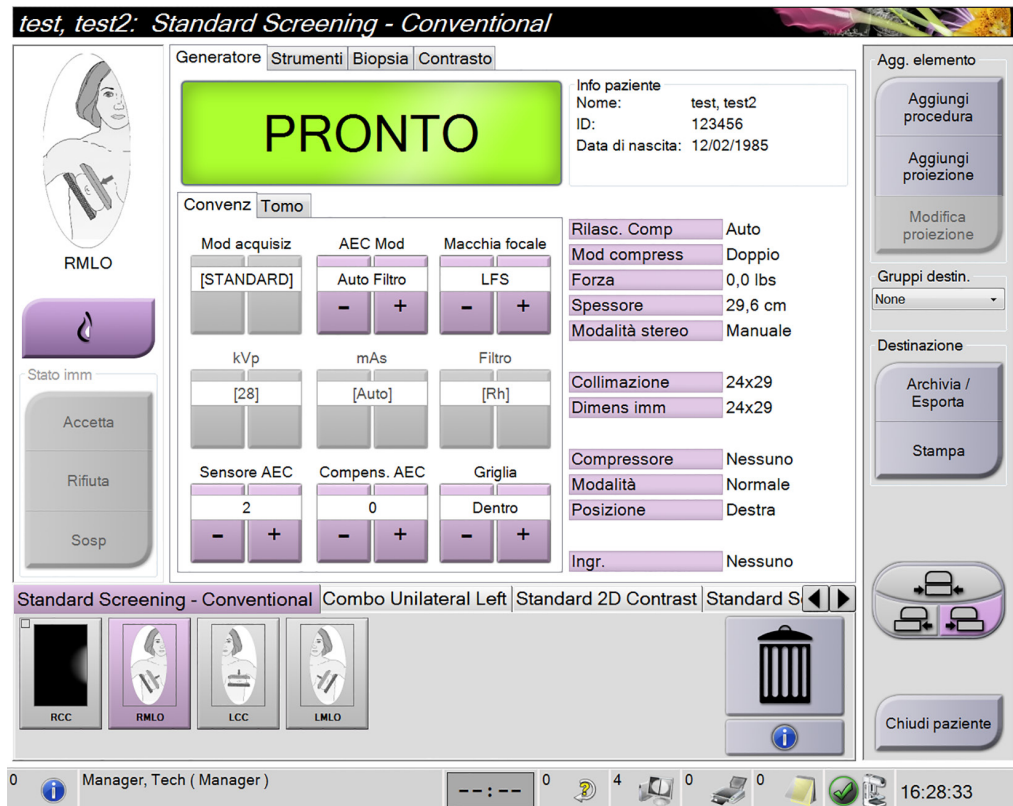 test, test2: Standard Screening - Conventional
RMLO
Stato imm
Accetta
Rifiuta
Sosp
Generatore Strumenti Biopsia Contrasto
PRONTO
Info paziente
Nome: test, test2
ID: 123456
Data di nascita: 12/02/1985
Convenz Tomo
Mod acquisiz AEC Mod Macchia focale
[STANDARD] Auto Filtro LFS
- + - +
kVp mAs Filtro
[28] [Auto] [Rh]
Sensore AEC Compens. AEC Griglia
2 0 Dentro
- + - + - +
Rilasc. Comp Auto
Mod compress Doppio
Forza 0,0 lbs
Spessore 29,6 cm
Modalità stereo Manuale
Collimazione 24x29
Dimens imm 24x29
Compressore Nessuno
Modalità Normale
Posizione Destra
Ingr. Nessuno
Agg. elemento
Aggiungi
procedura
Aggiungi
proiezione
Modifica
proiezione
Gruppi destin.
None
Destinazione
Archivia /
Esporta
Stampa
Chiudi paziente
Standard Screening - Conventional Combo Unilateral Left Standard 2D Contrast Standard S
RCC RMLO LCC LMLO
0 Manager, Tech ( Manager ) --:-- 0 4 0 0 16:28:33